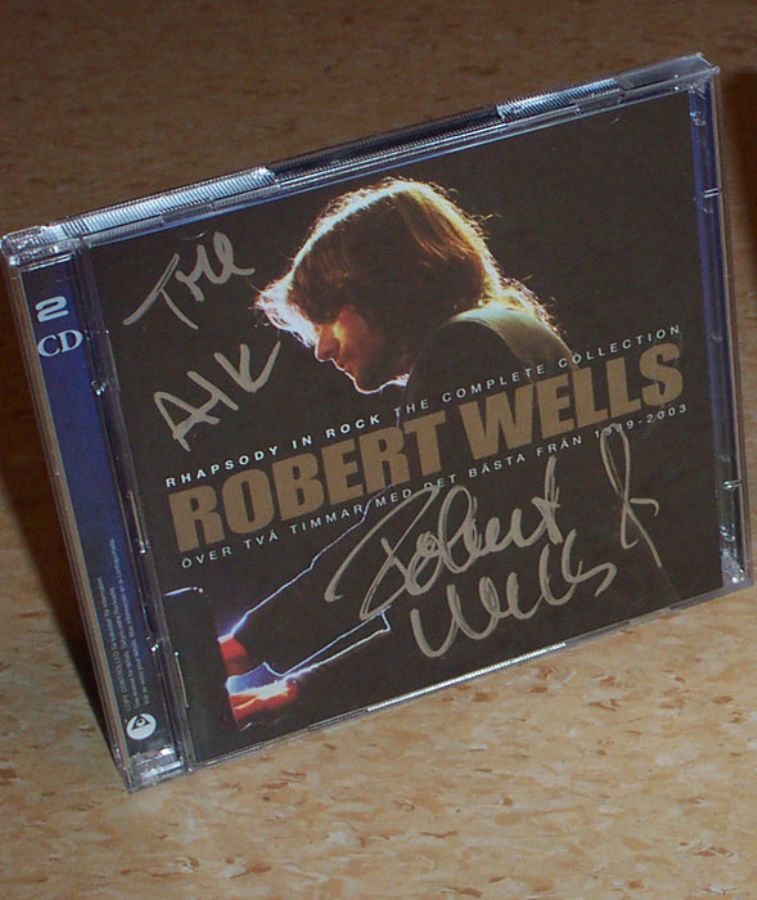 2
CD
Till
AIK
RHAPSODY IN ROCK THE COMPLETE COLLECTION
ROBERT WELLS
ÖVER TVÅ TIMMAR MED DET BÄSTA FRÅN 1989-2003
Robert
Wells